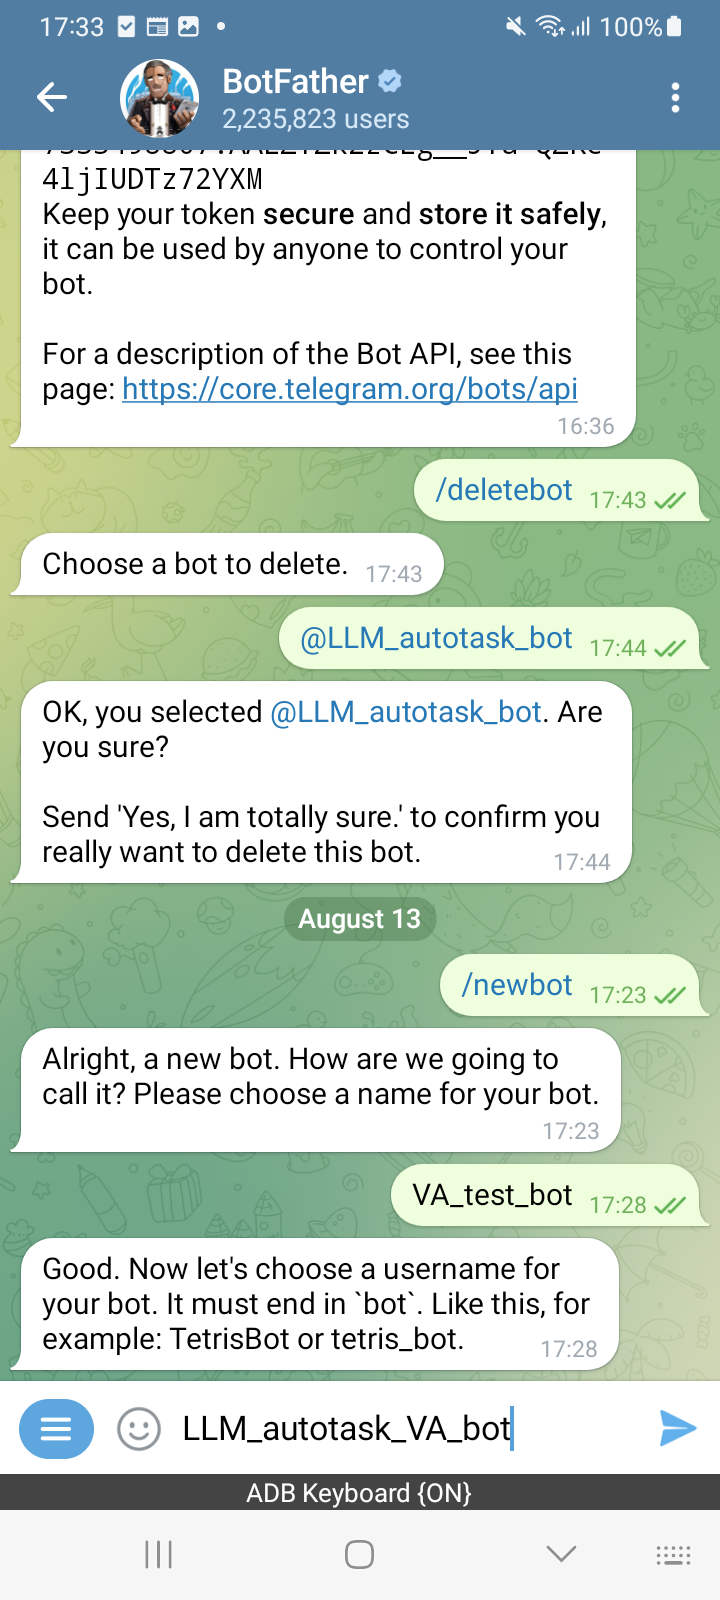 17:33
100%
BotFather
2,235,823 users
4ljIUDTz72YXM
Keep your token secure and store it safely,
it can be used by anyone to control your
bot.
For a description of the Bot API, see this
page: https://core.telegram.org/bots/api
16:36
/deletebot 17:43
Choose a bot to delete. 17:43
@LLM_autotask_bot 17:44
OK, you selected @LLM_autotask_bot. Are
you sure?
Send 'Yes, I am totally sure.' to confirm you
really want to delete this bot. 17:44
August 13
/newbot 17:23
Alright, a new bot. How are we going to
call it? Please choose a name for your bot.
17:23
VA_test_bot 17:28
Good. Now let's choose a username for
your bot. It must end in `bot`. Like this, for
example: TetrisBot or tetris_bot. 17:28
LLM_autotask_VA_bot
ADB Keyboard {ON}